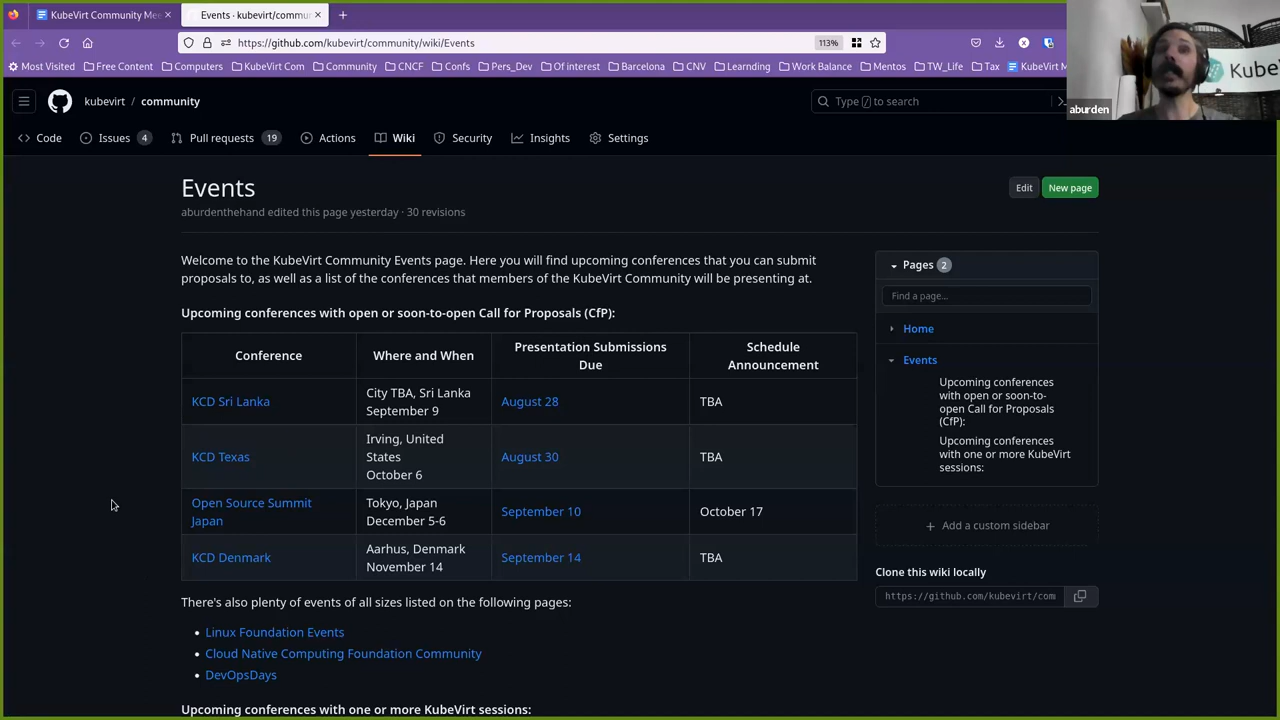 KubeVirt Community Mee
Events · kubevirt/commu
https://github.com/kubevirt/community/wiki/Events
113%
Most Visited
Free Content
Computers
KubeVirt Com
Community
CNCF
Confs
Pers_Dev
Of interest
Barcelona
CNV
Learnding
Work Balance
Mentos
TW_Life
Tax
KubeVirt M
KubeV
aburden
kubevirt / community
Type / to search
Code
Issues 4
Pull requests 19
Actions
Wiki
Security
Insights
Settings
Events
Edit
New page
aburdenthehand edited this page yesterday · 30 revisions
Welcome to the KubeVirt Community Events page. Here you will find upcoming conferences that you can submit
proposals to, as well as a list of the conferences that members of the KubeVirt Community will be presenting at.
Upcoming conferences with open or soon-to-open Call for Proposals (CfP):
Conference
Where and When
Presentation Submissions
Due
Schedule
Announcement
KCD Sri Lanka
City TBA, Sri Lanka
September 9
August 28
TBA
KCD Texas
Irving, United
States
October 6
August 30
TBA
Open Source Summit
Japan
Tokyo, Japan
December 5-6
September 10
October 17
KCD Denmark
Aarhus, Denmark
November 14
September 14
TBA
There's also plenty of events of all sizes listed on the following pages:
• Linux Foundation Events
• Cloud Native Computing Foundation Community
• DevOpsDays
Upcoming conferences with one or more KubeVirt sessions:
Pages 2
Find a page...
Home
Events
Upcoming conferences
with open or soon-to-
open Call for Proposals
(CfP):
Upcoming conferences
with one or more KubeVirt
sessions:
Add a custom sidebar
Clone this wiki locally
https://github.com/kubevirt/com